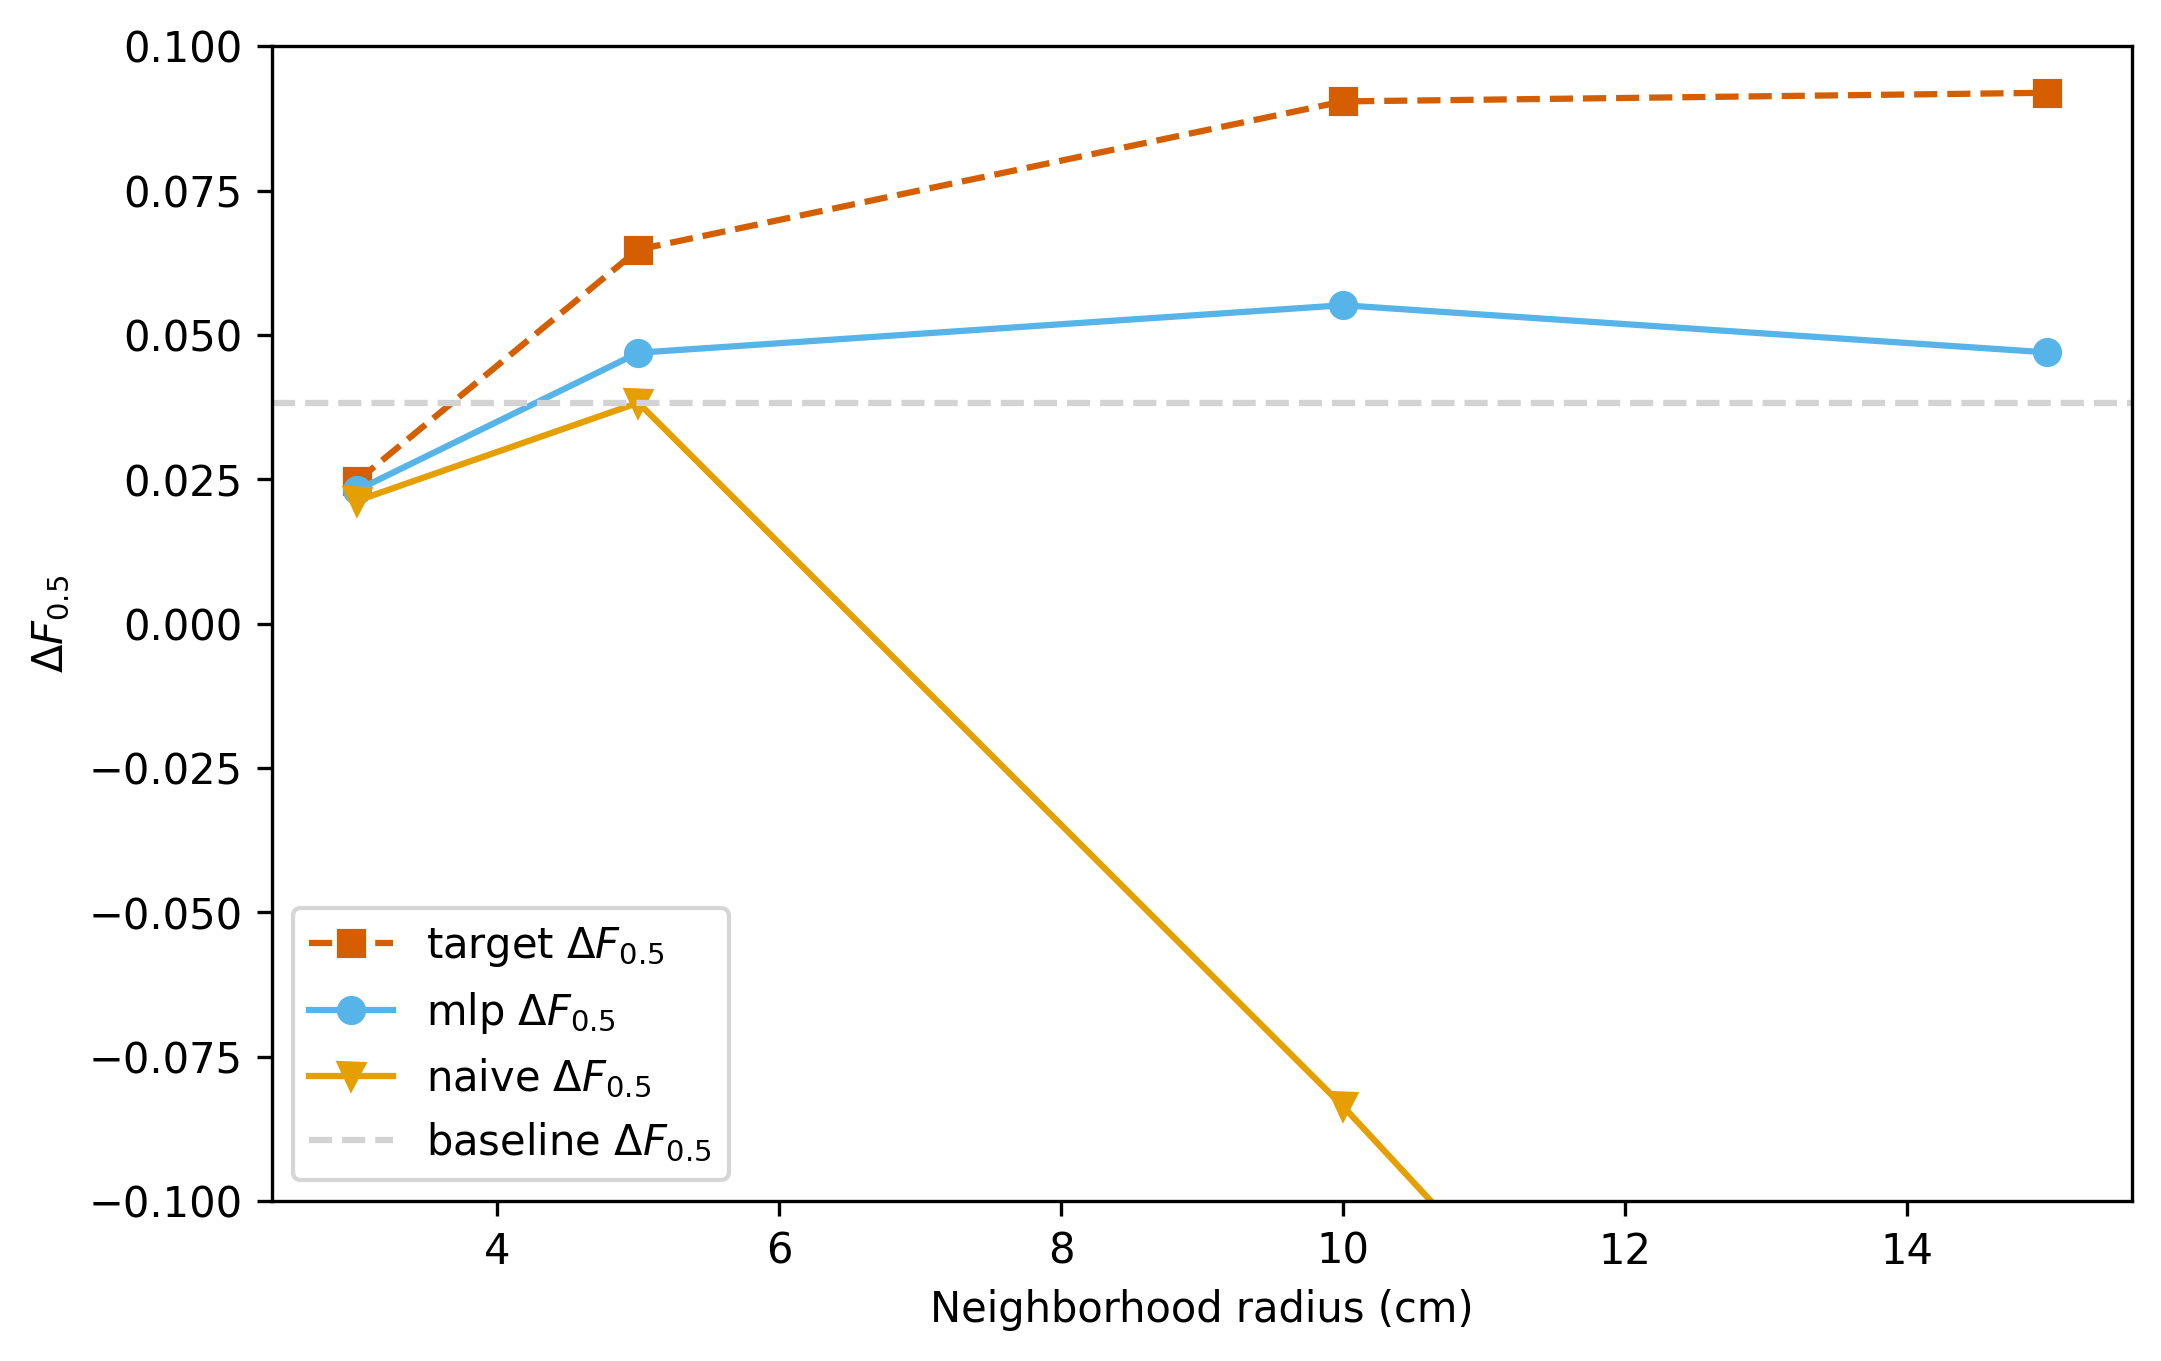 0.100
0.075
0.050
0.025
0.000
−0.025
−0.050
−0.075
−0.100
ΔF0.5
target ΔF0.5
mlp ΔF0.5
naive ΔF0.5
baseline ΔF0.5
4 6 8 10 12 14
Neighborhood radius (cm)